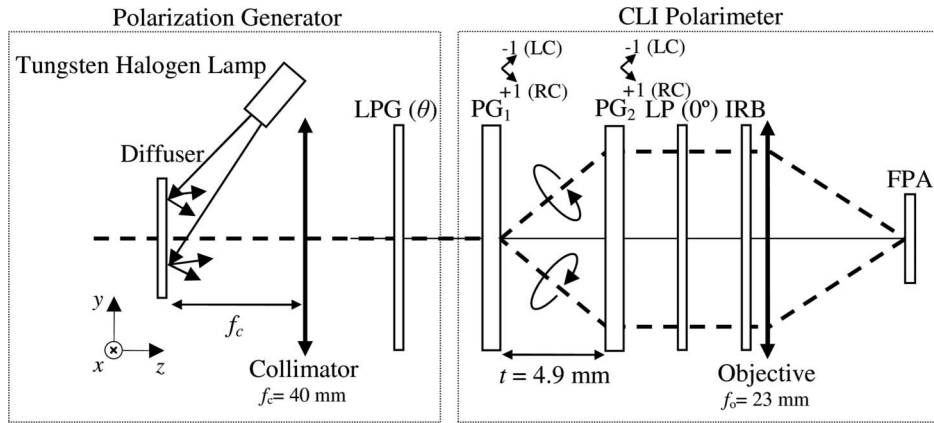 Polarization Generator
CLI Polarimeter
Tungsten Halogen Lamp
Diffuser
LPG (θ)
-1 (LC)
+1 (RC)
-1 (LC)
+1 (RC)
PG₁
PG₂
LP (0º)
IRB
FPA
y
x
z
f_c
t = 4.9 mm
Collimator
f_c= 40 mm
Objective
f_o= 23 mm